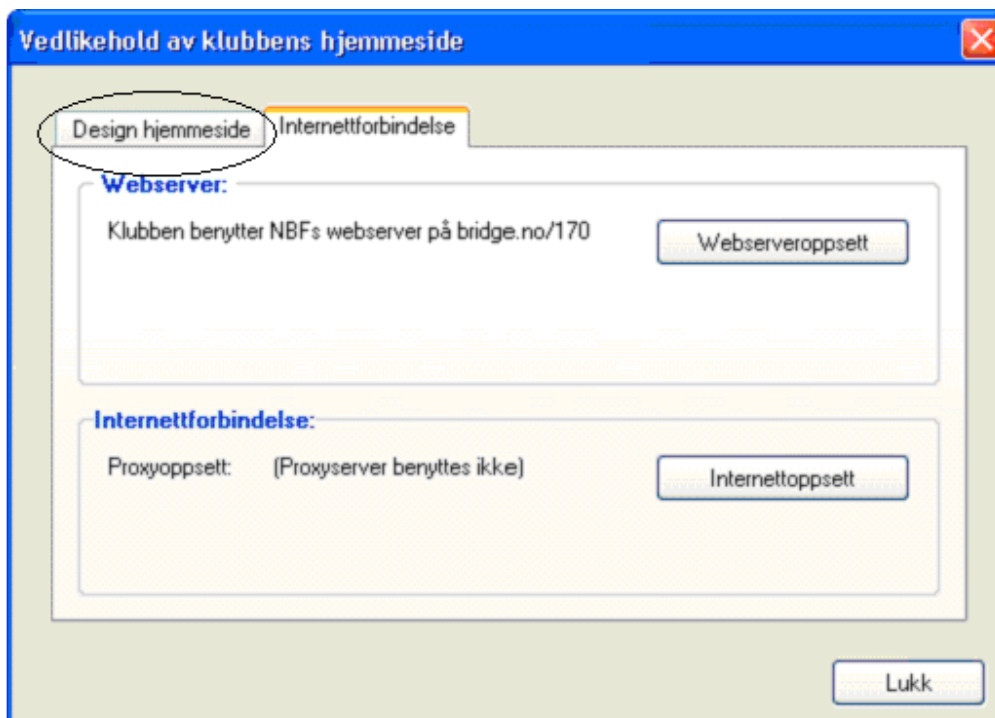 Vedlikehold av klubbens hjemmeside
Design hjemmeside
Internettforbindelse
Webserver:
Klubben benytter NBFs webserver på bridge.no/170
Webserveroppsett
Internettforbindelse:
Proxyoppsett: (Proxyserver benyttes ikke)
Internettoppsett
Lukk